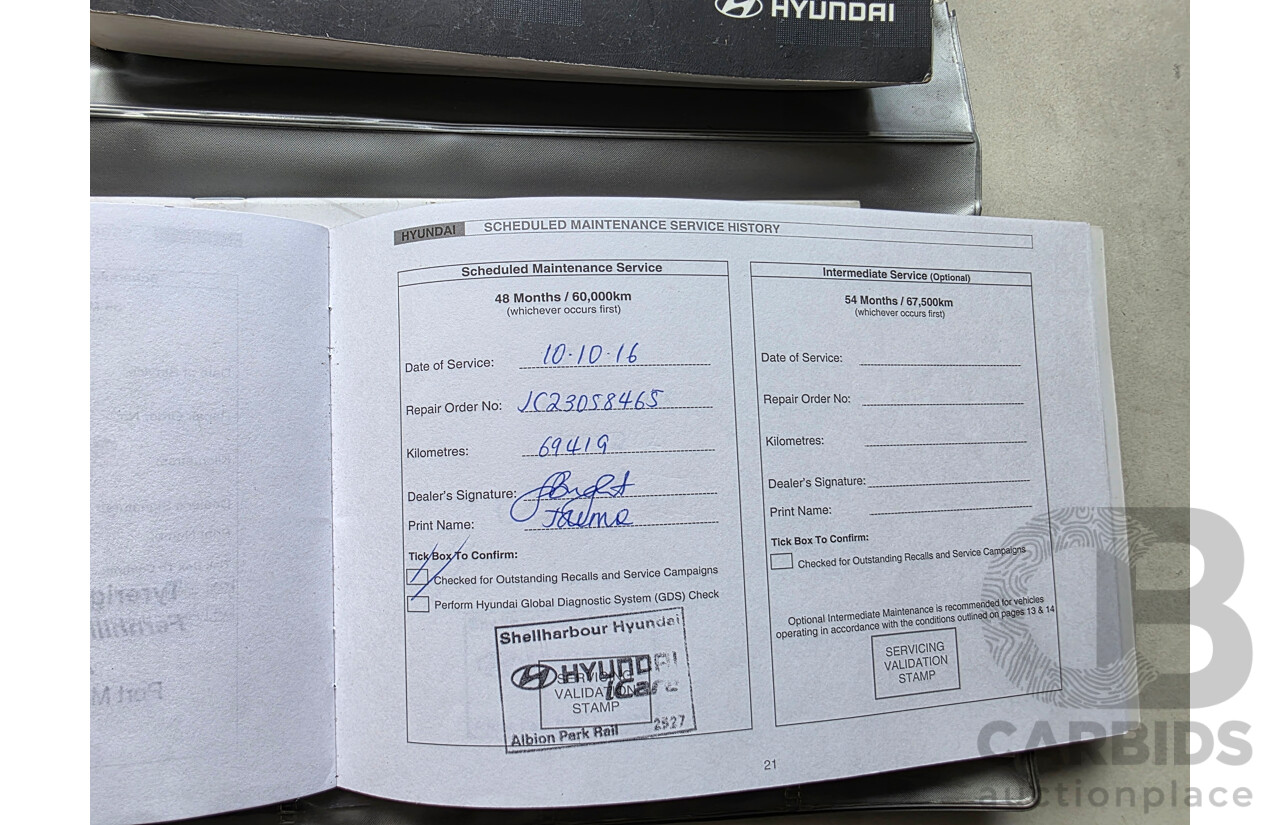 HYUNDAI
HYUNDAI SCHEDULED MAINTENANCE SERVICE HISTORY
Scheduled Maintenance Service
48 Months / 60,000km
(whichever occurs first)
Date of Service: 10·10·16
Repair Order No: JC23058465
Kilometres: 69419
Dealer's Signature:
Print Name:
Tick Box To Confirm:
Checked for Outstanding Recalls and Service Campaigns
Perform Hyundai Global Diagnostic System (GDS) Check
Shellharbour Hyundai
HYUNDAI
iCare
SERVICING
VALIDATION
STAMP
Albion Park Rail 2527
Intermediate Service (Optional)
54 Months / 67,500km
(whichever occurs first)
Date of Service:
Repair Order No:
Kilometres:
Dealer's Signature:
Print Name:
Tick Box To Confirm:
Checked for Outstanding Recalls and Service Campaigns
Optional Intermediate Maintenance is recommended for vehicles
operating in accordance with the conditions outlined on pages 13 & 14
SERVICING
VALIDATION
STAMP
21
CARBIDS
auctionplace